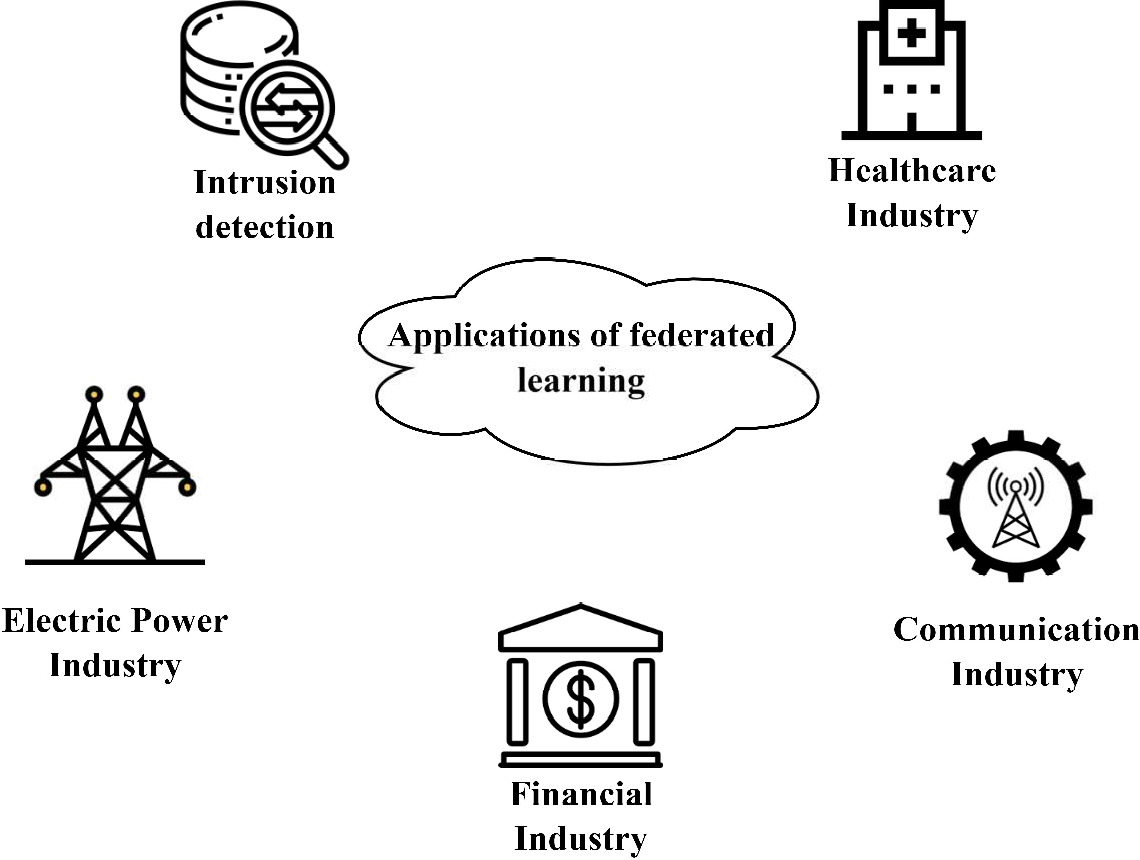 Intrusion
detection
Healthcare
Industry
Applications of federated
learning
Electric Power
Industry
Communication
Industry
$
Financial
Industry